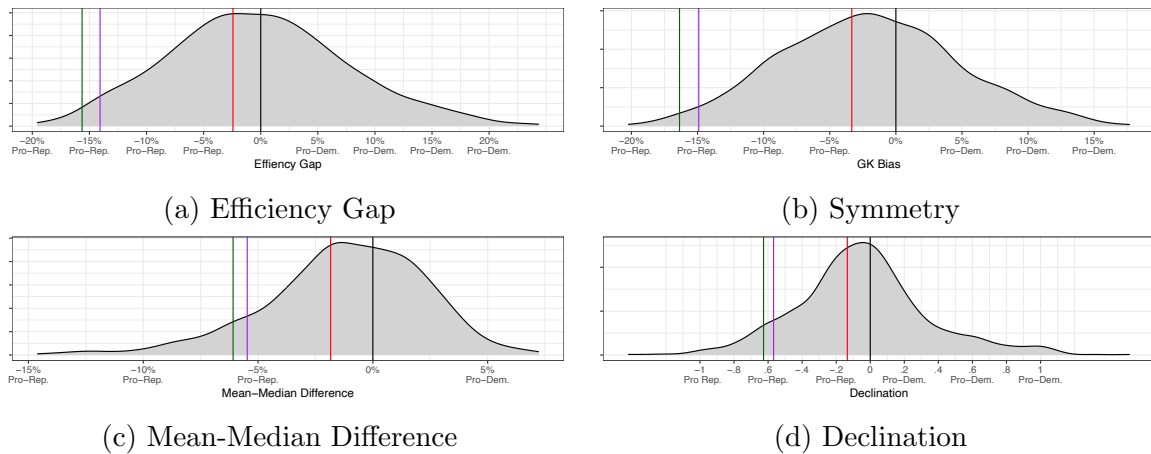 −20% −15% −10% −5% 0% 5% 10% 15% 20%
Pro−Rep. Pro−Rep. Pro−Rep. Pro−Rep. Pro−Dem. Pro−Dem. Pro−Dem. Pro−Dem.
Effiency Gap
(a) Efficiency Gap
−20% −15% −10% −5% 0% 5% 10% 15%
Pro−Rep. Pro−Rep. Pro−Rep. Pro−Rep. Pro−Dem. Pro−Dem. Pro−Dem.
GK Bias
(b) Symmetry
−15% −10% −5% 0% 5%
Pro−Rep. Pro−Rep. Pro−Rep. Pro−Dem.
Mean−Median Difference
(c) Mean-Median Difference
−1 −.8 −.6 −.4 −.2 0 .2 .4 .6 .8 1
Pro Rep. Pro−Rep. Pro−Rep. Pro−Dem. Pro−Dem. Pro−Dem.
Declination
(d) Declination